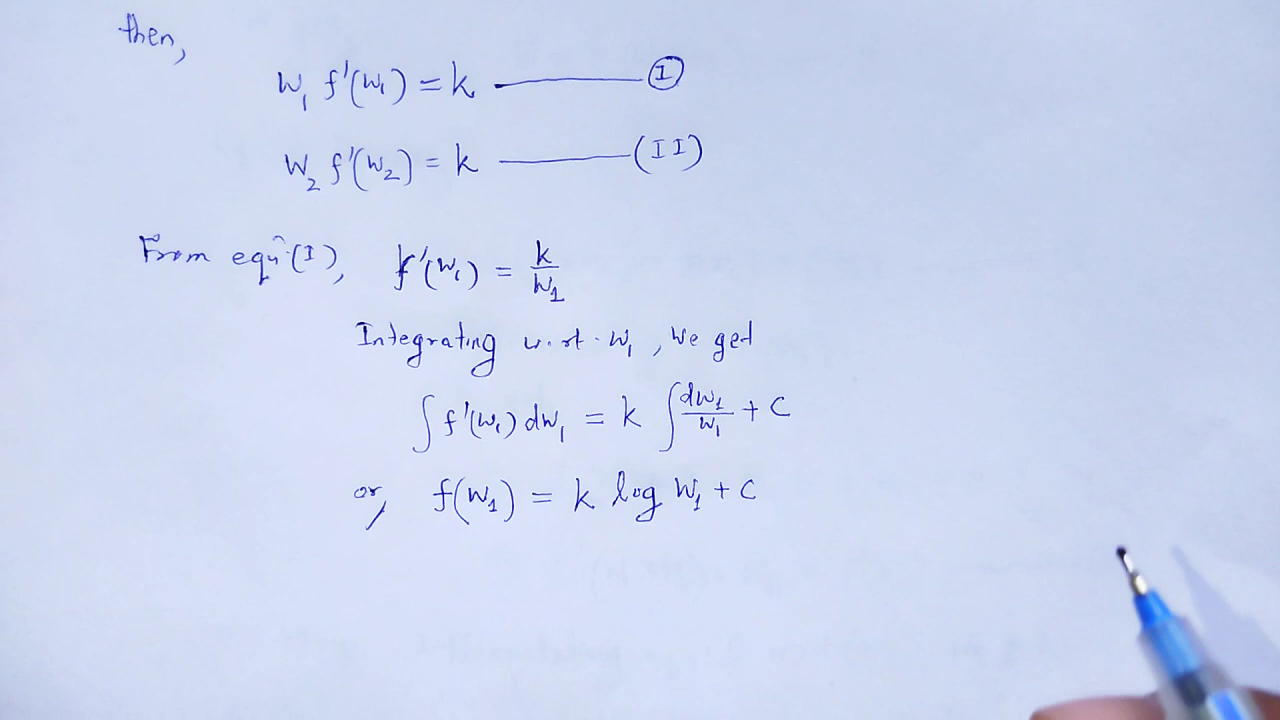 then,
W₁ f'(W₁) = k ——— (I)
W₂ f'(W₂) = k ——— (II)
From equⁿ(I), f'(W₁) = k/W₁
Integrating w.r.t. W₁, we get
∫ f'(W₁) dW₁ = k ∫ dW₁/W₁ + C
or, f(W₁) = k log W₁ + C